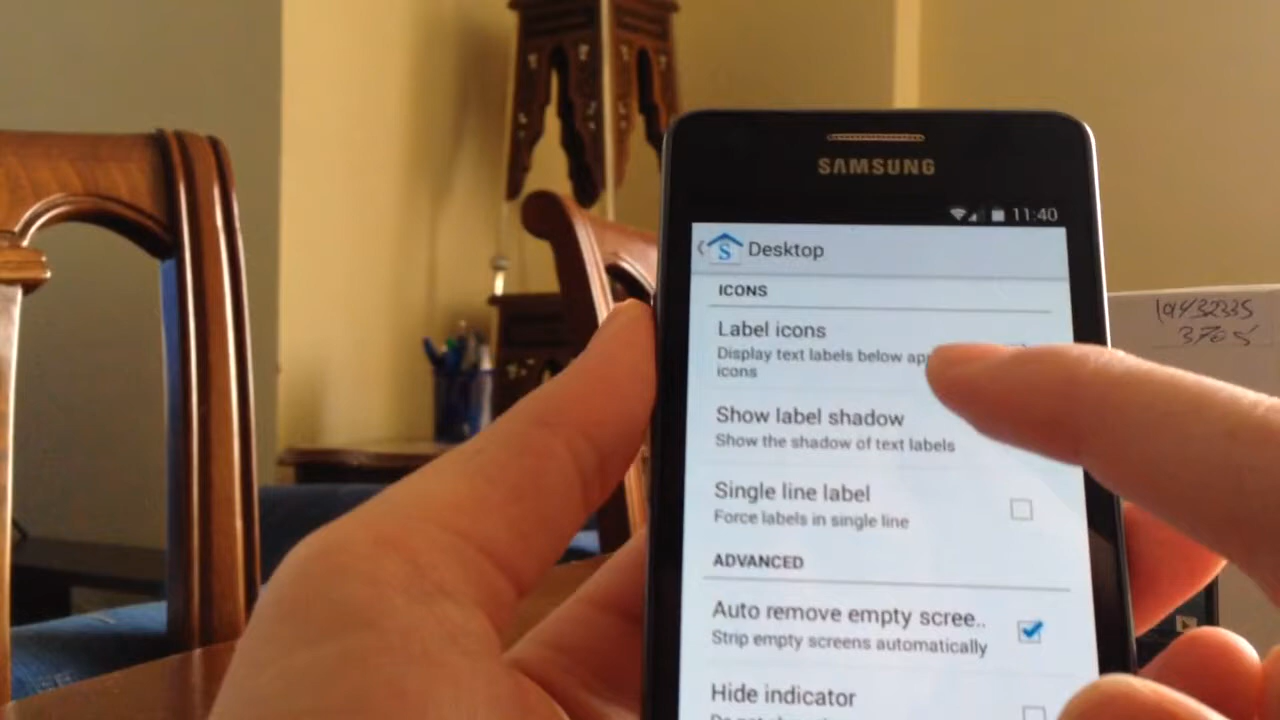 SAMSUNG
11:40
S Desktop
ICONS
Label icons
Display text labels below
icons
Show label shadow
Show the shadow of text labels
Single line label
Force labels in single line
ADVANCED
Auto remove empty scree..
Strip empty screens automatically
Hide indicator
3705